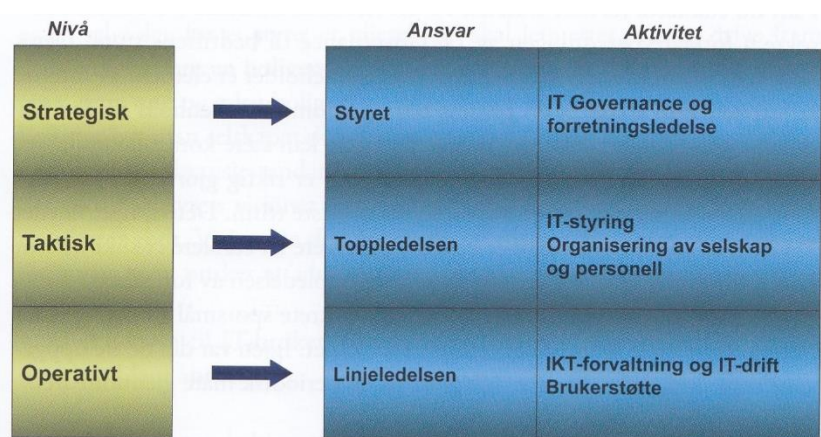 Nivå
Ansvar
Aktivitet
Strategisk
Styret
IT Governance og
forretningsledelse
Taktisk
Toppledelsen
IT-styring
Organisering av selskap
og personell
Operativt
Linjeledelsen
IKT-forvaltning og IT-drift
Brukerstøtte